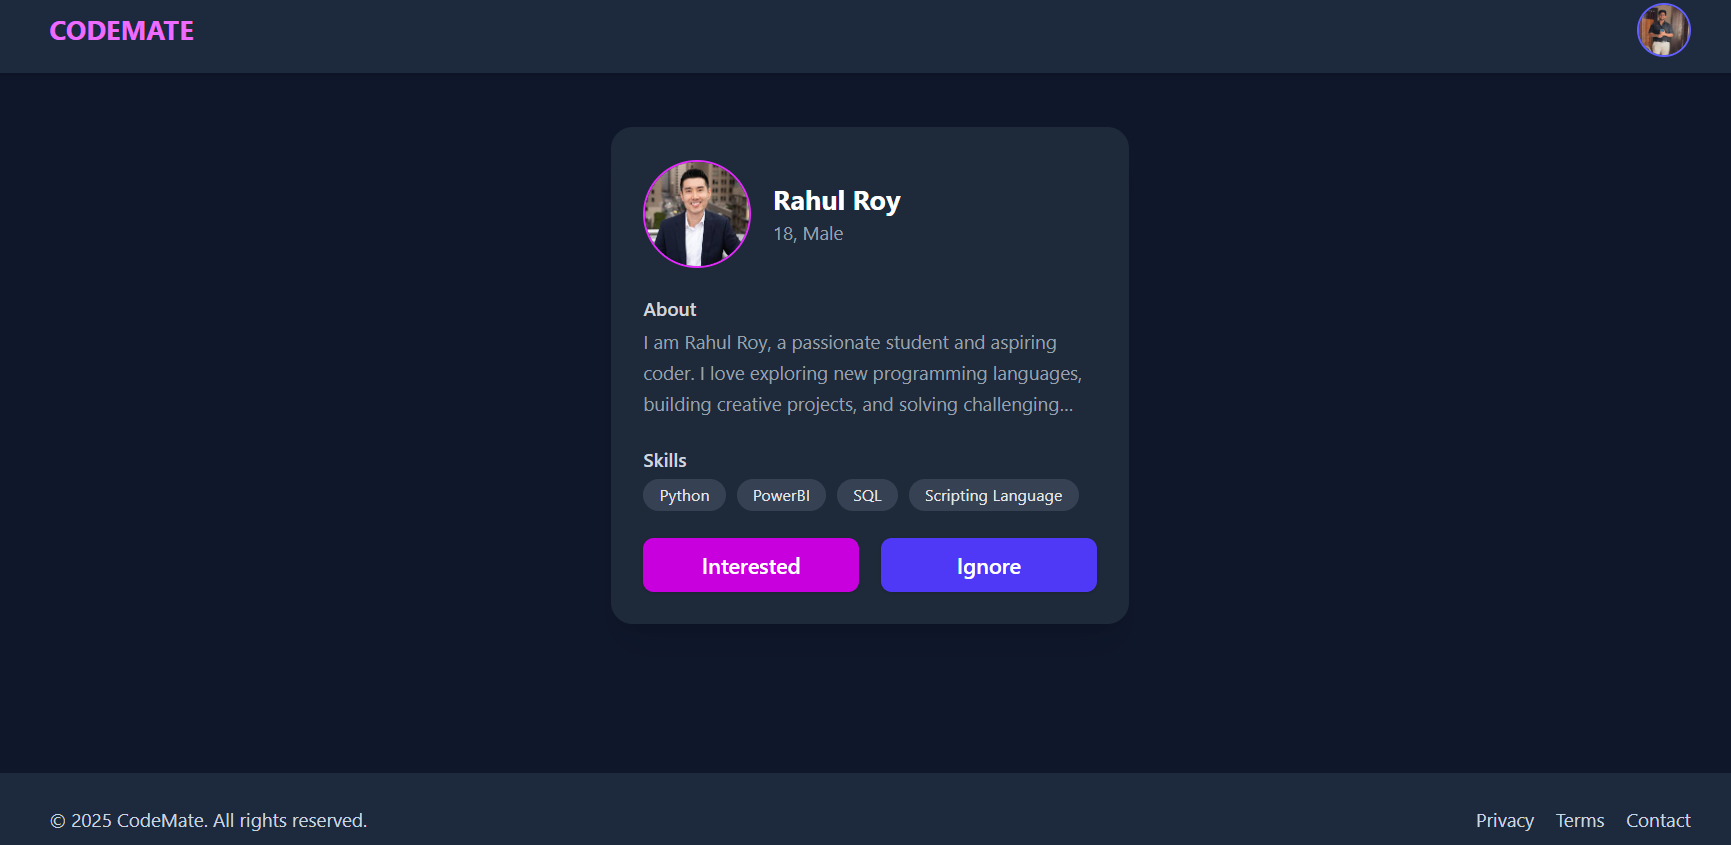 CODEMATE
Rahul Roy
18, Male
About
I am Rahul Roy, a passionate student and aspiring
coder. I love exploring new programming languages,
building creative projects, and solving challenging...
Skills
Python PowerBI SQL Scripting Language
Interested Ignore
© 2025 CodeMate. All rights reserved. Privacy Terms Contact